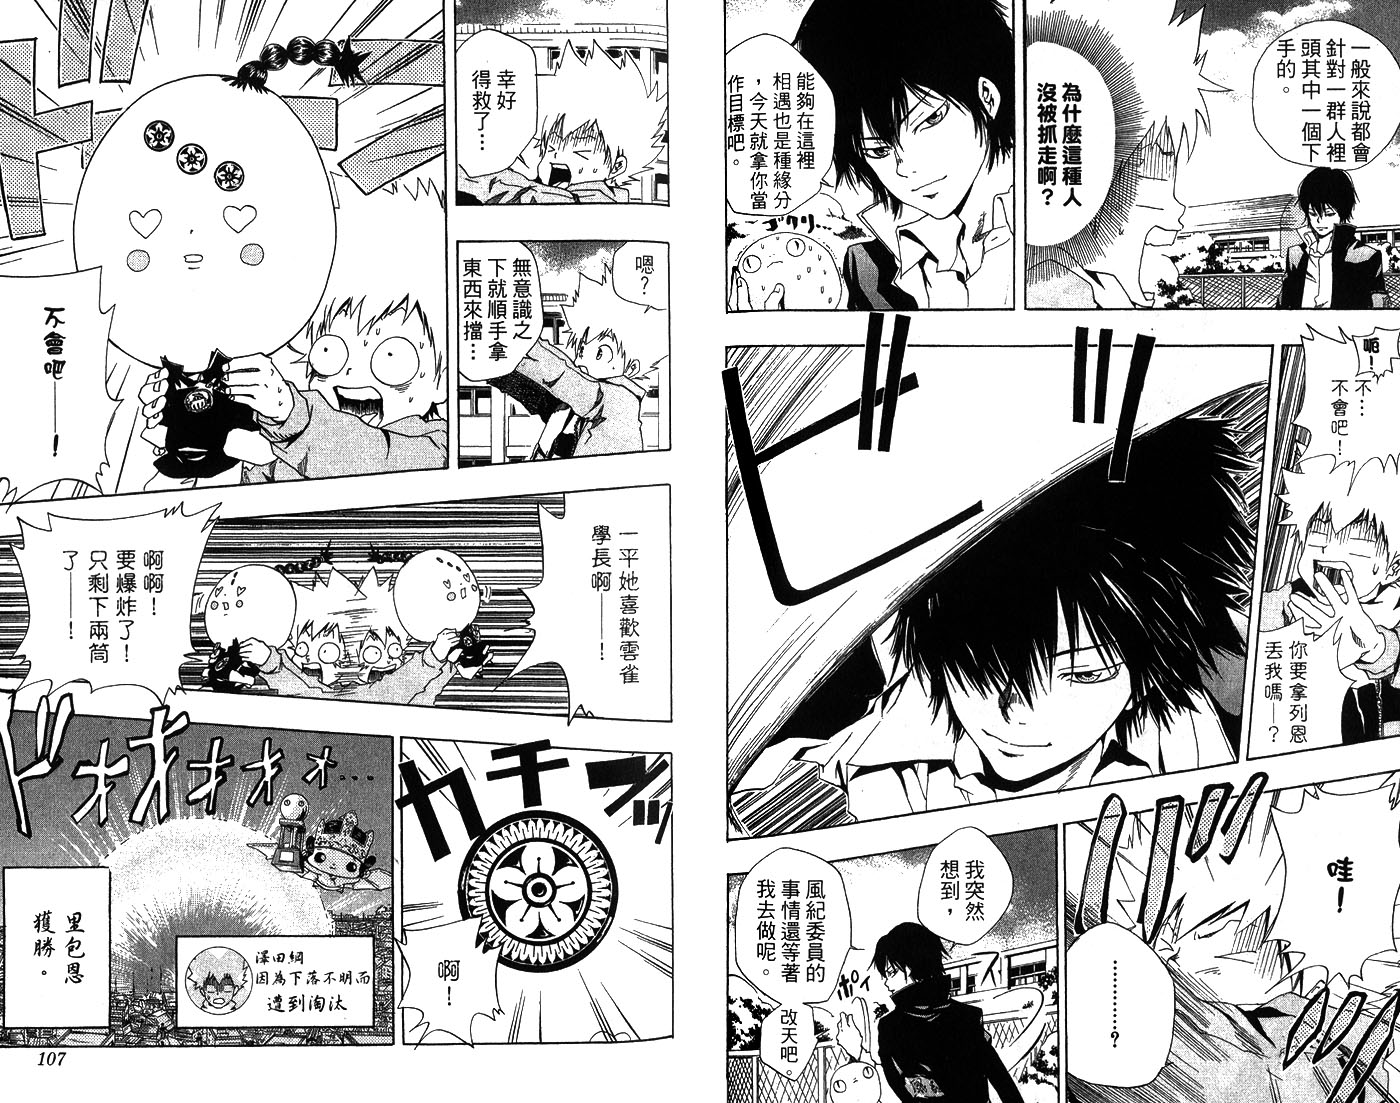 一般來說都會
針對一群人裡
頭其中一個下
手的。
為什麼這種人
沒被抓走啊？
能夠在這裡
相遇也是種緣分
，今天就拿你當
作目標吧。
ゴクリ…
呃！
不…
不會吧！
你要拿列恩
丟我嗎—？
ビ
哇！
………？
我突然
想到，
風紀委員的
事情還等著
我去做呢。
改天吧。
ポイ
幸好
得救了…
嗯？
無意識之
下就順手拿
東西來擋…
不會吧—！
一平她喜歡雲雀
學長啊——！
啊啊！
要爆炸了！
只剩下兩筒
了——！
カチッ
啊！
ドオオオオォ…
澤田綱
因為下落不明而
遭到淘汰
里包恩
獲勝。
107